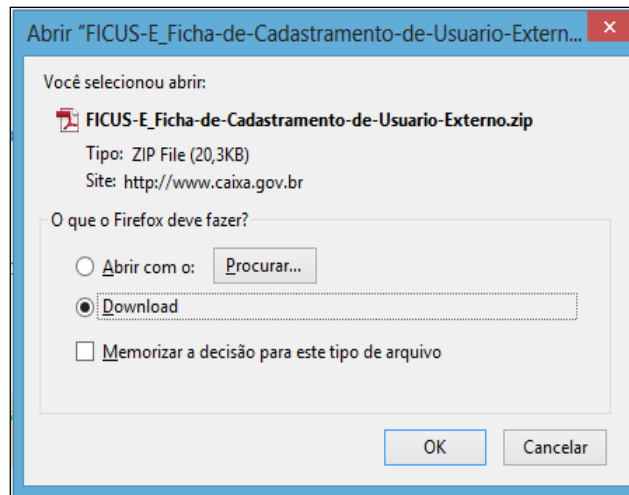 Abrir "FICUS-E_Ficha-de-Cadastramento-de-Usuario-Extern...
Você selecionou abrir:
FICUS-E_Ficha-de-Cadastramento-de-Usuario-Externo.zip
Tipo: ZIP File (20,3KB)
Site: http://www.caixa.gov.br
O que o Firefox deve fazer?
Abrir com o: Procurar...
Download
Memorizar a decisão para este tipo de arquivo
OK Cancelar